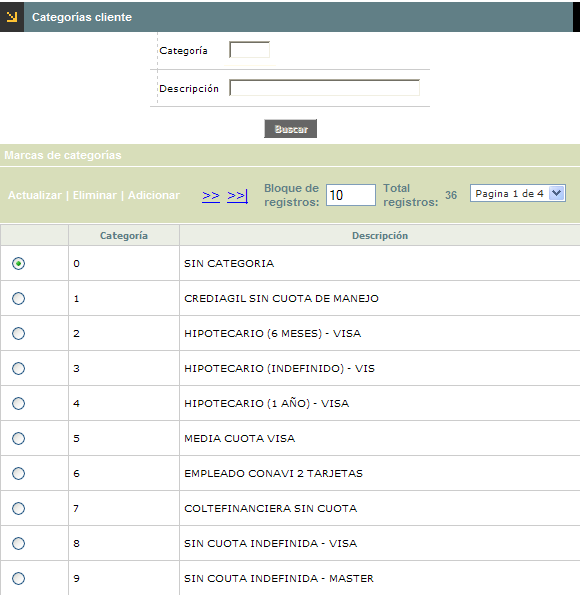 Categorías cliente
Categoría
Descripción
Buscar
Marcas de categorias
Actualizar | Eliminar | Adicionar >> >>| Bloque de registros: 10 Total registros: 36 Pagina 1 de 4
Categoría Descripción
0 SIN CATEGORIA
1 CREDIAGIL SIN CUOTA DE MANEJO
2 HIPOTECARIO (6 MESES) - VISA
3 HIPOTECARIO (INDEFINIDO) - VIS
4 HIPOTECARIO (1 AÑO) - VISA
5 MEDIA CUOTA VISA
6 EMPLEADO CONAVI 2 TARJETAS
7 COLTEFINANCIERA SIN CUOTA
8 SIN CUOTA INDEFINIDA - VISA
9 SIN COUTA INDEFINIDA - MASTER